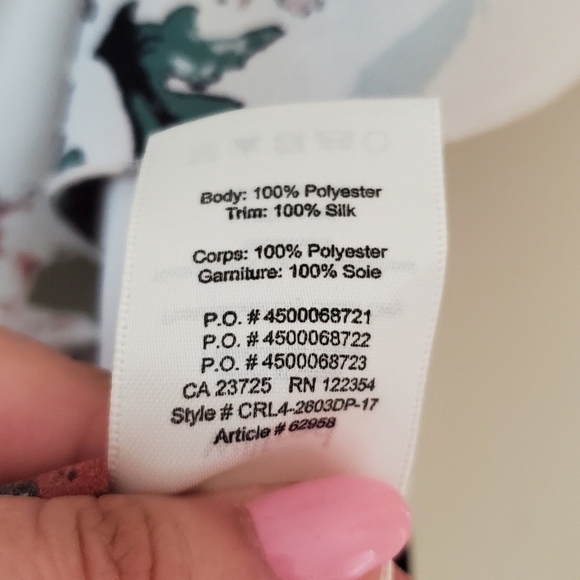 Body: 100% Polyester
Trim: 100% Silk
Corps: 100% Polyester
Garniture: 100% Soie
P.O. # 4500068721
P.O. # 4500068722
P.O. # 4500068723
CA 23725 RN 122354
Style # CRL4-2603DP-17
Article # 62958